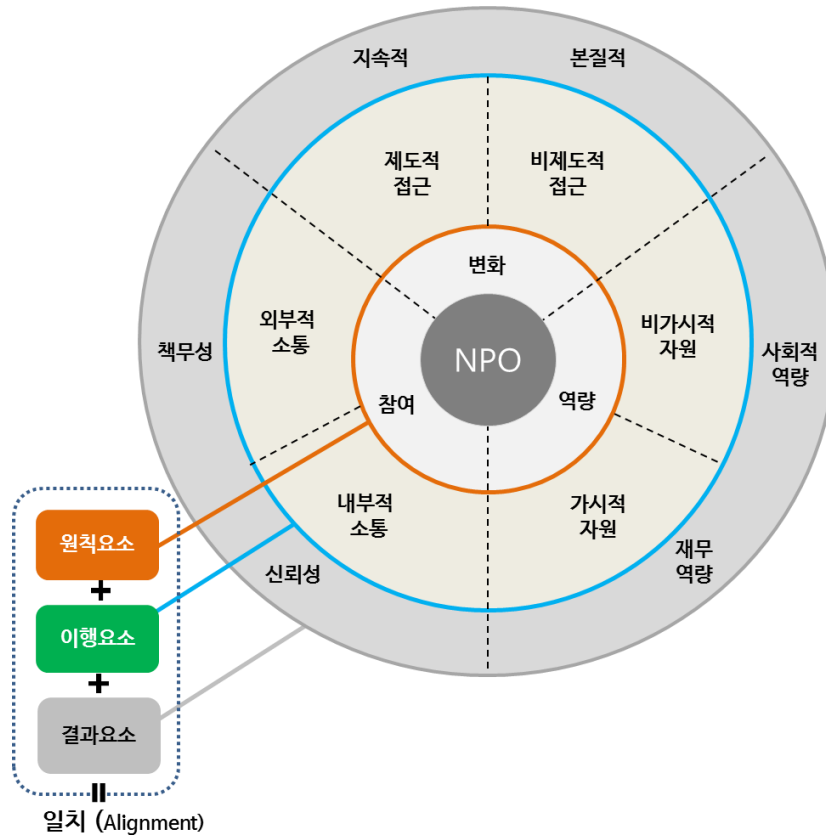 지속적
본질적
제도적
접근
비제도적
접근
변화
외부적
소통
비가시적
자원
책무성
사회적
역량
NPO
참여
역량
내부적
소통
가시적
자원
원칙요소
신뢰성
재무
역량
+
이행요소
+
결과요소
=
일치 (Alignment)